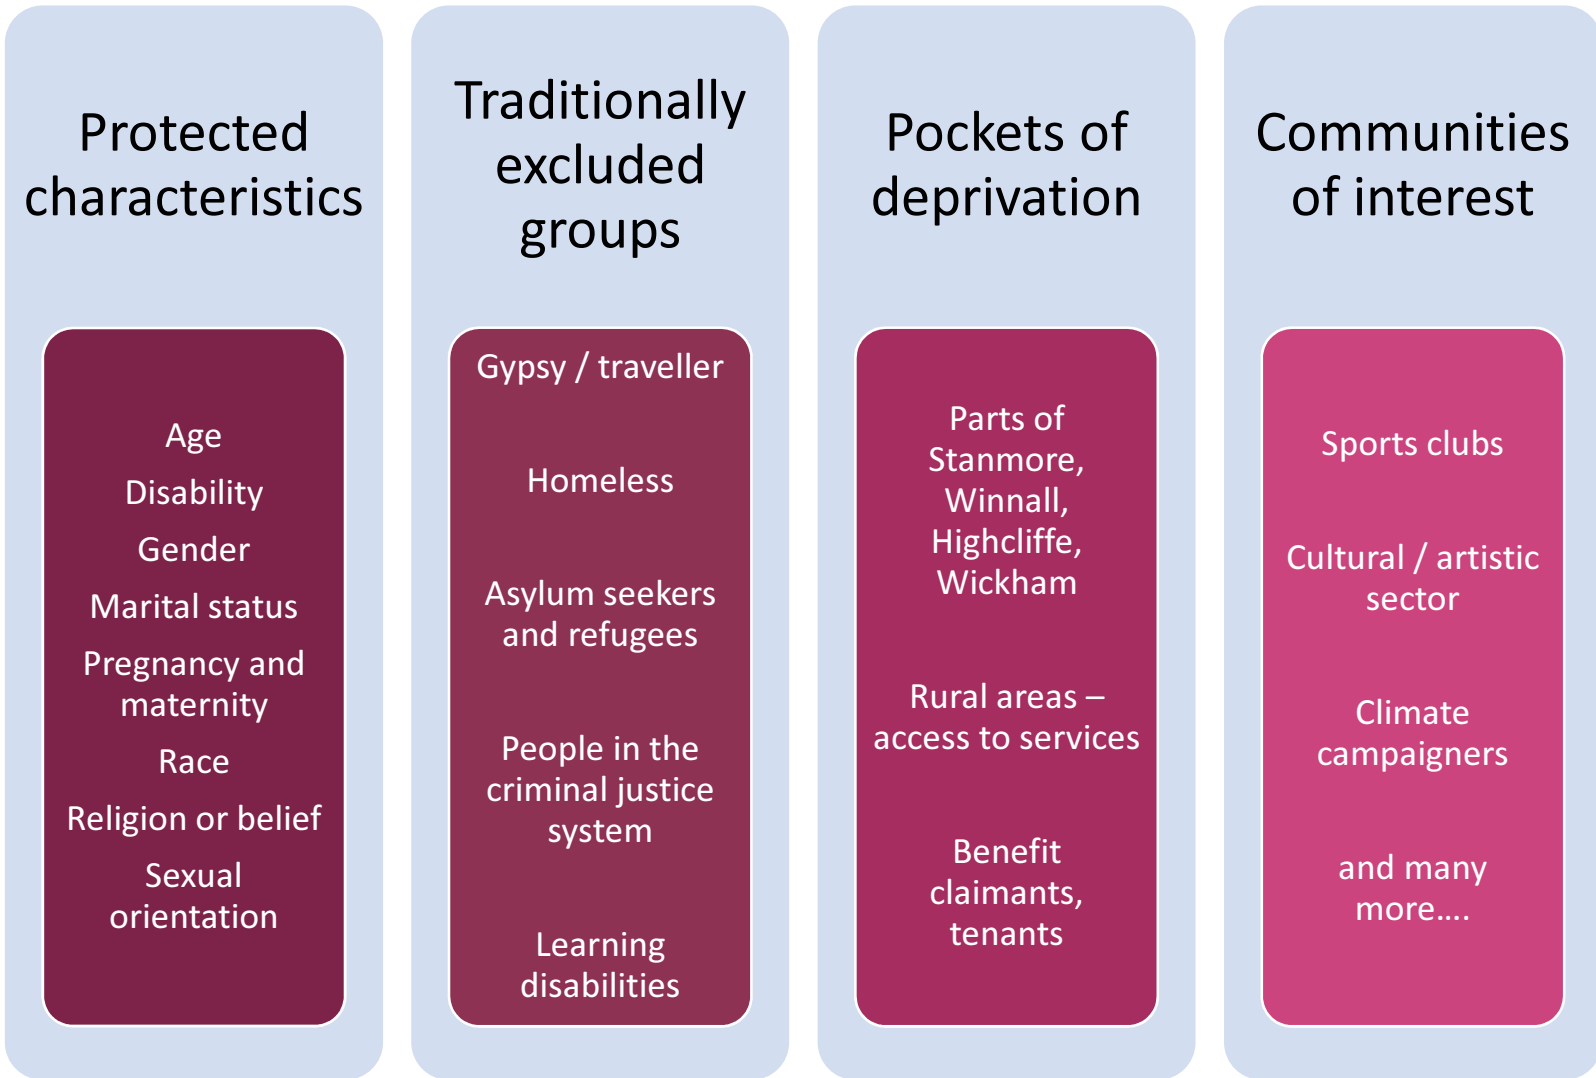 Protected
characteristics
Age
Disability
Gender
Marital status
Pregnancy and
maternity
Race
Religion or belief
Sexual
orientation
Traditionally
excluded
groups
Gypsy / traveller
Homeless
Asylum seekers
and refugees
People in the
criminal justice
system
Learning
disabilities
Pockets of
deprivation
Parts of
Stanmore,
Winnall,
Highcliffe,
Wickham
Rural areas –
access to services
Benefit
claimants,
tenants
Communities
of interest
Sports clubs
Cultural / artistic
sector
Climate
campaigners
and many
more....